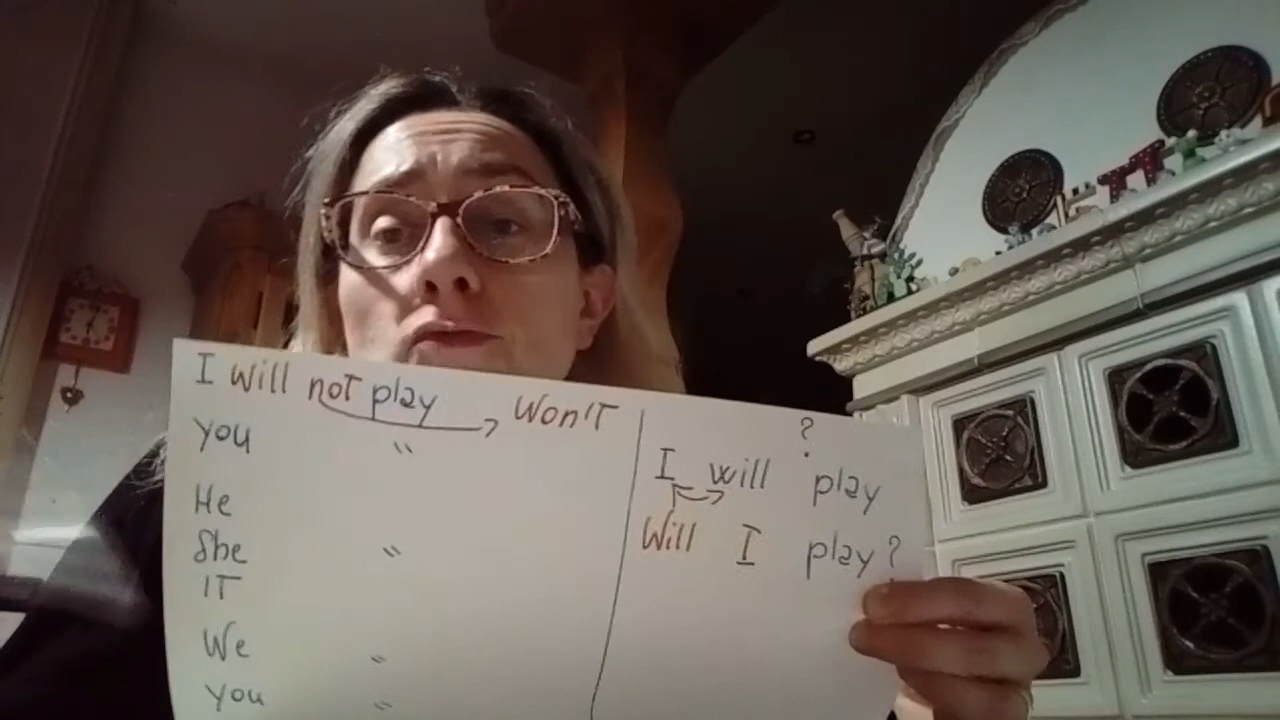 I will not play → Won't
You "
He
She "
IT
We "
you "
?
I will play
Will I play?